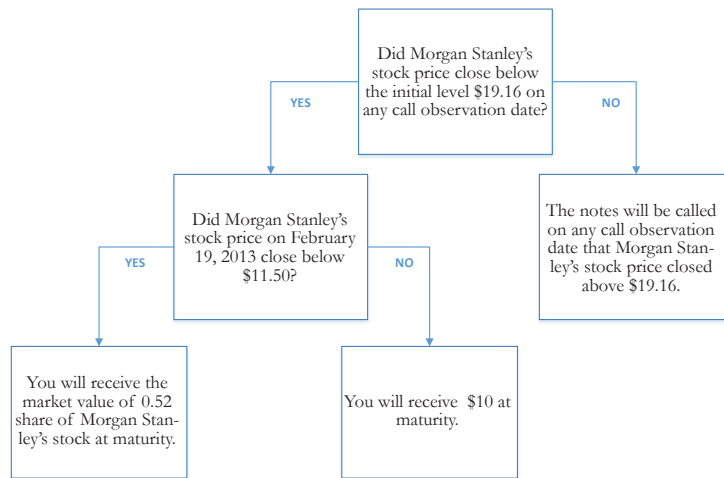 Did Morgan Stanley's
stock price close below
the initial level $19.16 on
any call observation date?
YES
NO
Did Morgan Stanley's
stock price on February
19, 2013 close below
$11.50?
The notes will be called
on any call observation
date that Morgan Stan-
ley's stock price closed
above $19.16.
YES
NO
You will receive the
market value of 0.52
share of Morgan Stan-
ley's stock at maturity.
You will receive $10 at
maturity.